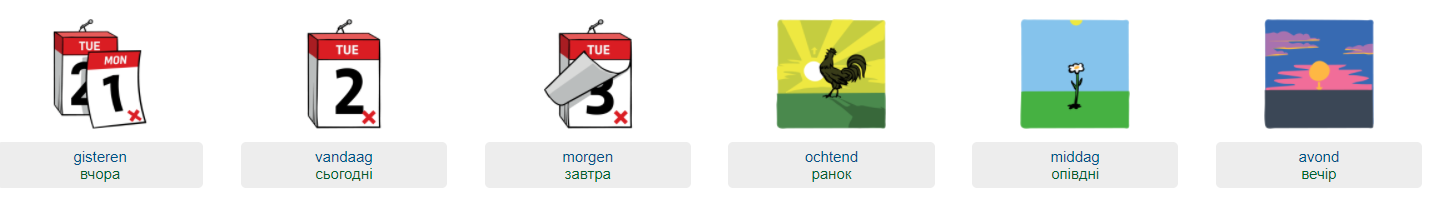 TUE
2
MON
1
TUE
2
TUE
3
gisteren
вчора
vandaag
сьогодні
morgen
завтра
ochtend
ранок
middag
опівдні
avond
вечір